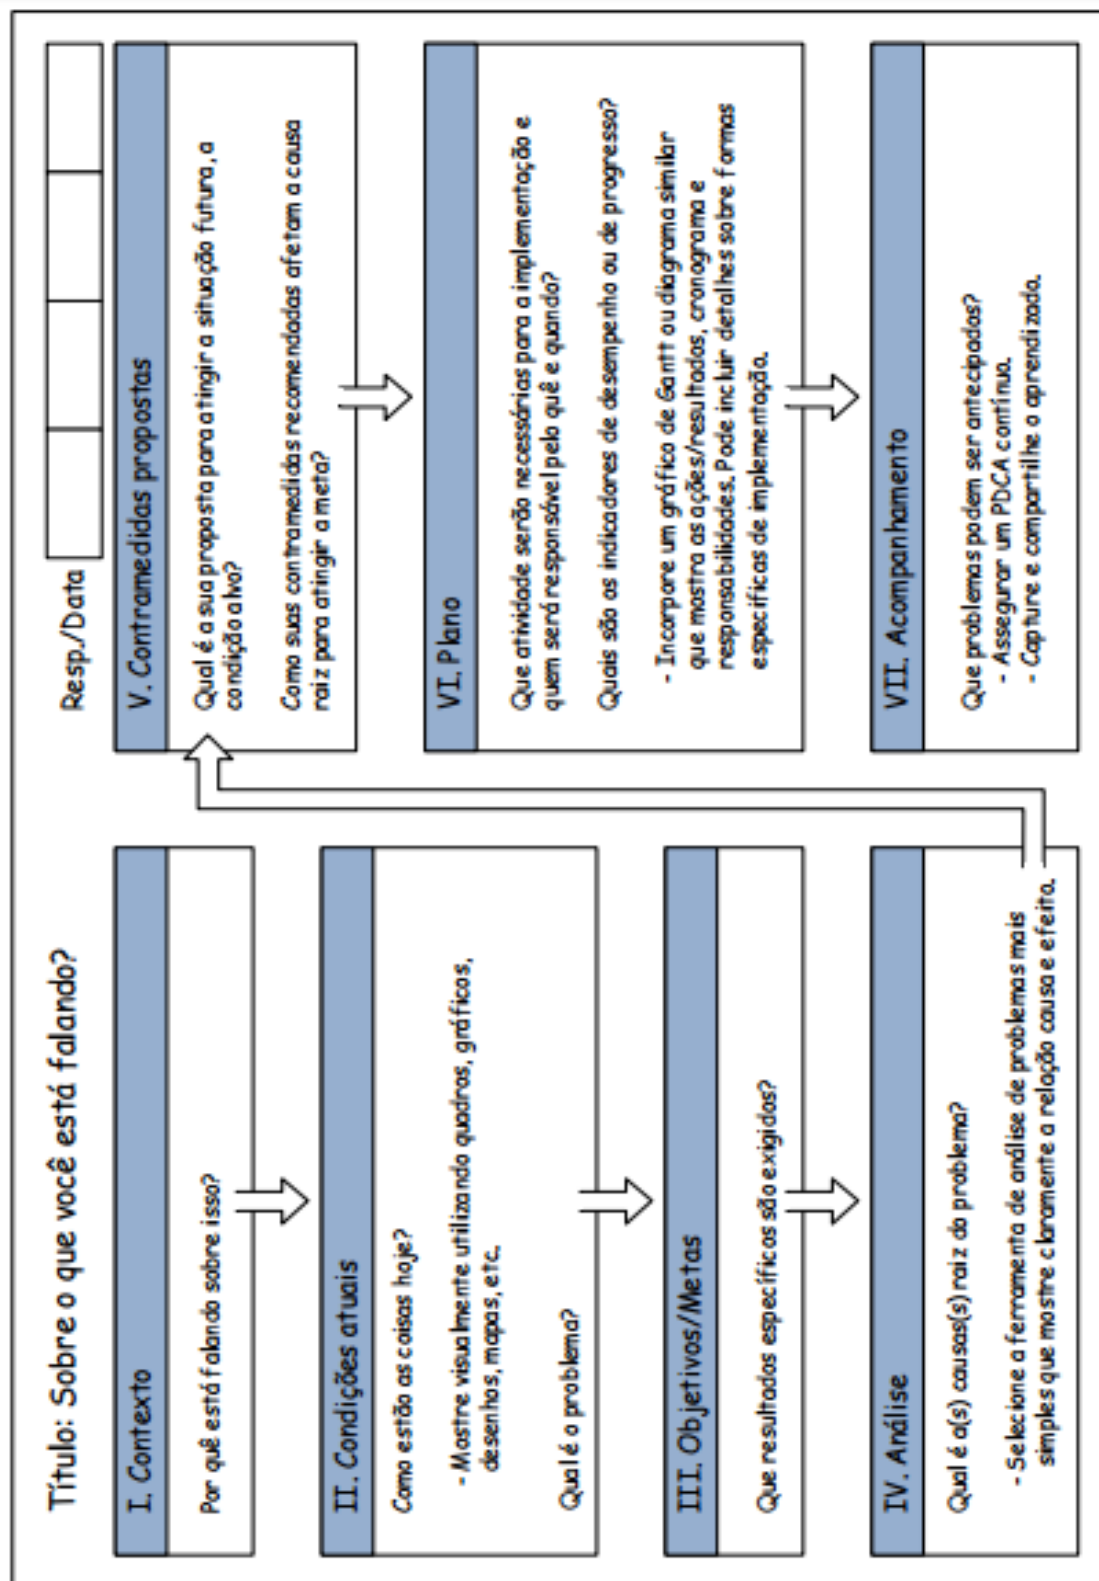 Título: Sobre o que você está falando?
Resp./Data
I. Contexto
Por quê está falando sobre isso?
II. Condições atuais
Como estão as coisas hoje?
- Mostre visualmente utilizando quadros, gráficos,
desenhos, mapas, etc.
Qual é o problema?
III. Objetivos/Metas
Que resultados específicos são exigidos?
IV. Análise
Qual é a(s) causas(s) raiz do problema?
- Selecione a ferramenta de análise de problemas mais
simples que mostre claramente a relação causa e efeito.
V. Contramedidas propostas
Qual é a sua proposta para atingir a situação futura, a
condição alvo?
Como suas contramedidas recomendadas afetam a causa
raiz para atingir a meta?
VI. Plano
Que atividade serão necessárias para a implementação e
quem será responsável pelo quê e quando?
Quais são os indicadores de desempenho ou de progresso?
- Incorpore um gráfico de Gantt ou diagrama similar
que mostra as ações/resultados, cronograma e
responsabilidades. Pode incluir detalhes sobre formas
específicas de implementação.
VII. Acompanhamento
Que problemas podem ser antecipados?
- Assegurar um PDCA contínuo.
- Capture e compartilhe o aprendizado.